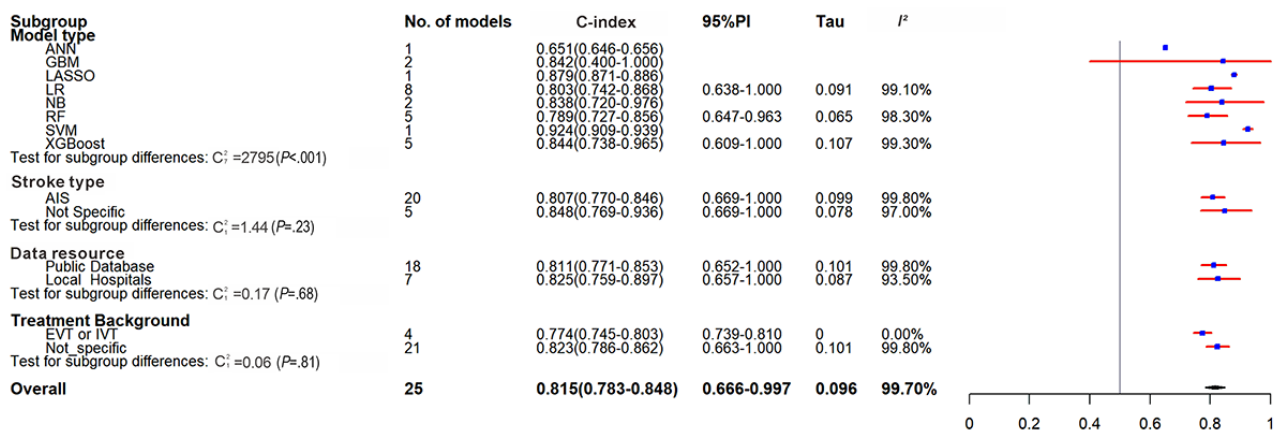 Subgroup No. of models C-index 95%PI Tau I²
Model type
ANN 1 0.651(0.646-0.656)
GBM 2 0.842(0.400-1.000)
LASSO 1 0.879(0.871-0.886)
LR 8 0.803(0.742-0.868) 0.638-1.000 0.091 99.10%
NB 2 0.838(0.720-0.976)
RF 5 0.789(0.727-0.856) 0.647-0.963 0.065 98.30%
SVM 1 0.924(0.909-0.939)
XGBoost 5 0.844(0.738-0.965) 0.609-1.000 0.107 99.30%
Test for subgroup differences: C²₇ =2795(P<.001)
Stroke type
AIS 20 0.807(0.770-0.846) 0.669-1.000 0.099 99.80%
Not Specific 5 0.848(0.769-0.936) 0.669-1.000 0.078 97.00%
Test for subgroup differences: C²₁=1.44 (P=.23)
Data resource
Public Database 18 0.811(0.771-0.853) 0.652-1.000 0.101 99.80%
Local Hospitals 7 0.825(0.759-0.897) 0.657-1.000 0.087 93.50%
Test for subgroup differences: C²₁=0.17 (P=.68)
Treatment Background
EVT or IVT 4 0.774(0.745-0.803) 0.739-0.810 0 0.00%
Not_specific 21 0.823(0.786-0.862) 0.663-1.000 0.101 99.80%
Test for subgroup differences: C²₁=0.06 (P=.81)
Overall 25 0.815(0.783-0.848) 0.666-0.997 0.096 99.70%
0 0.2 0.4 0.6 0.8 1